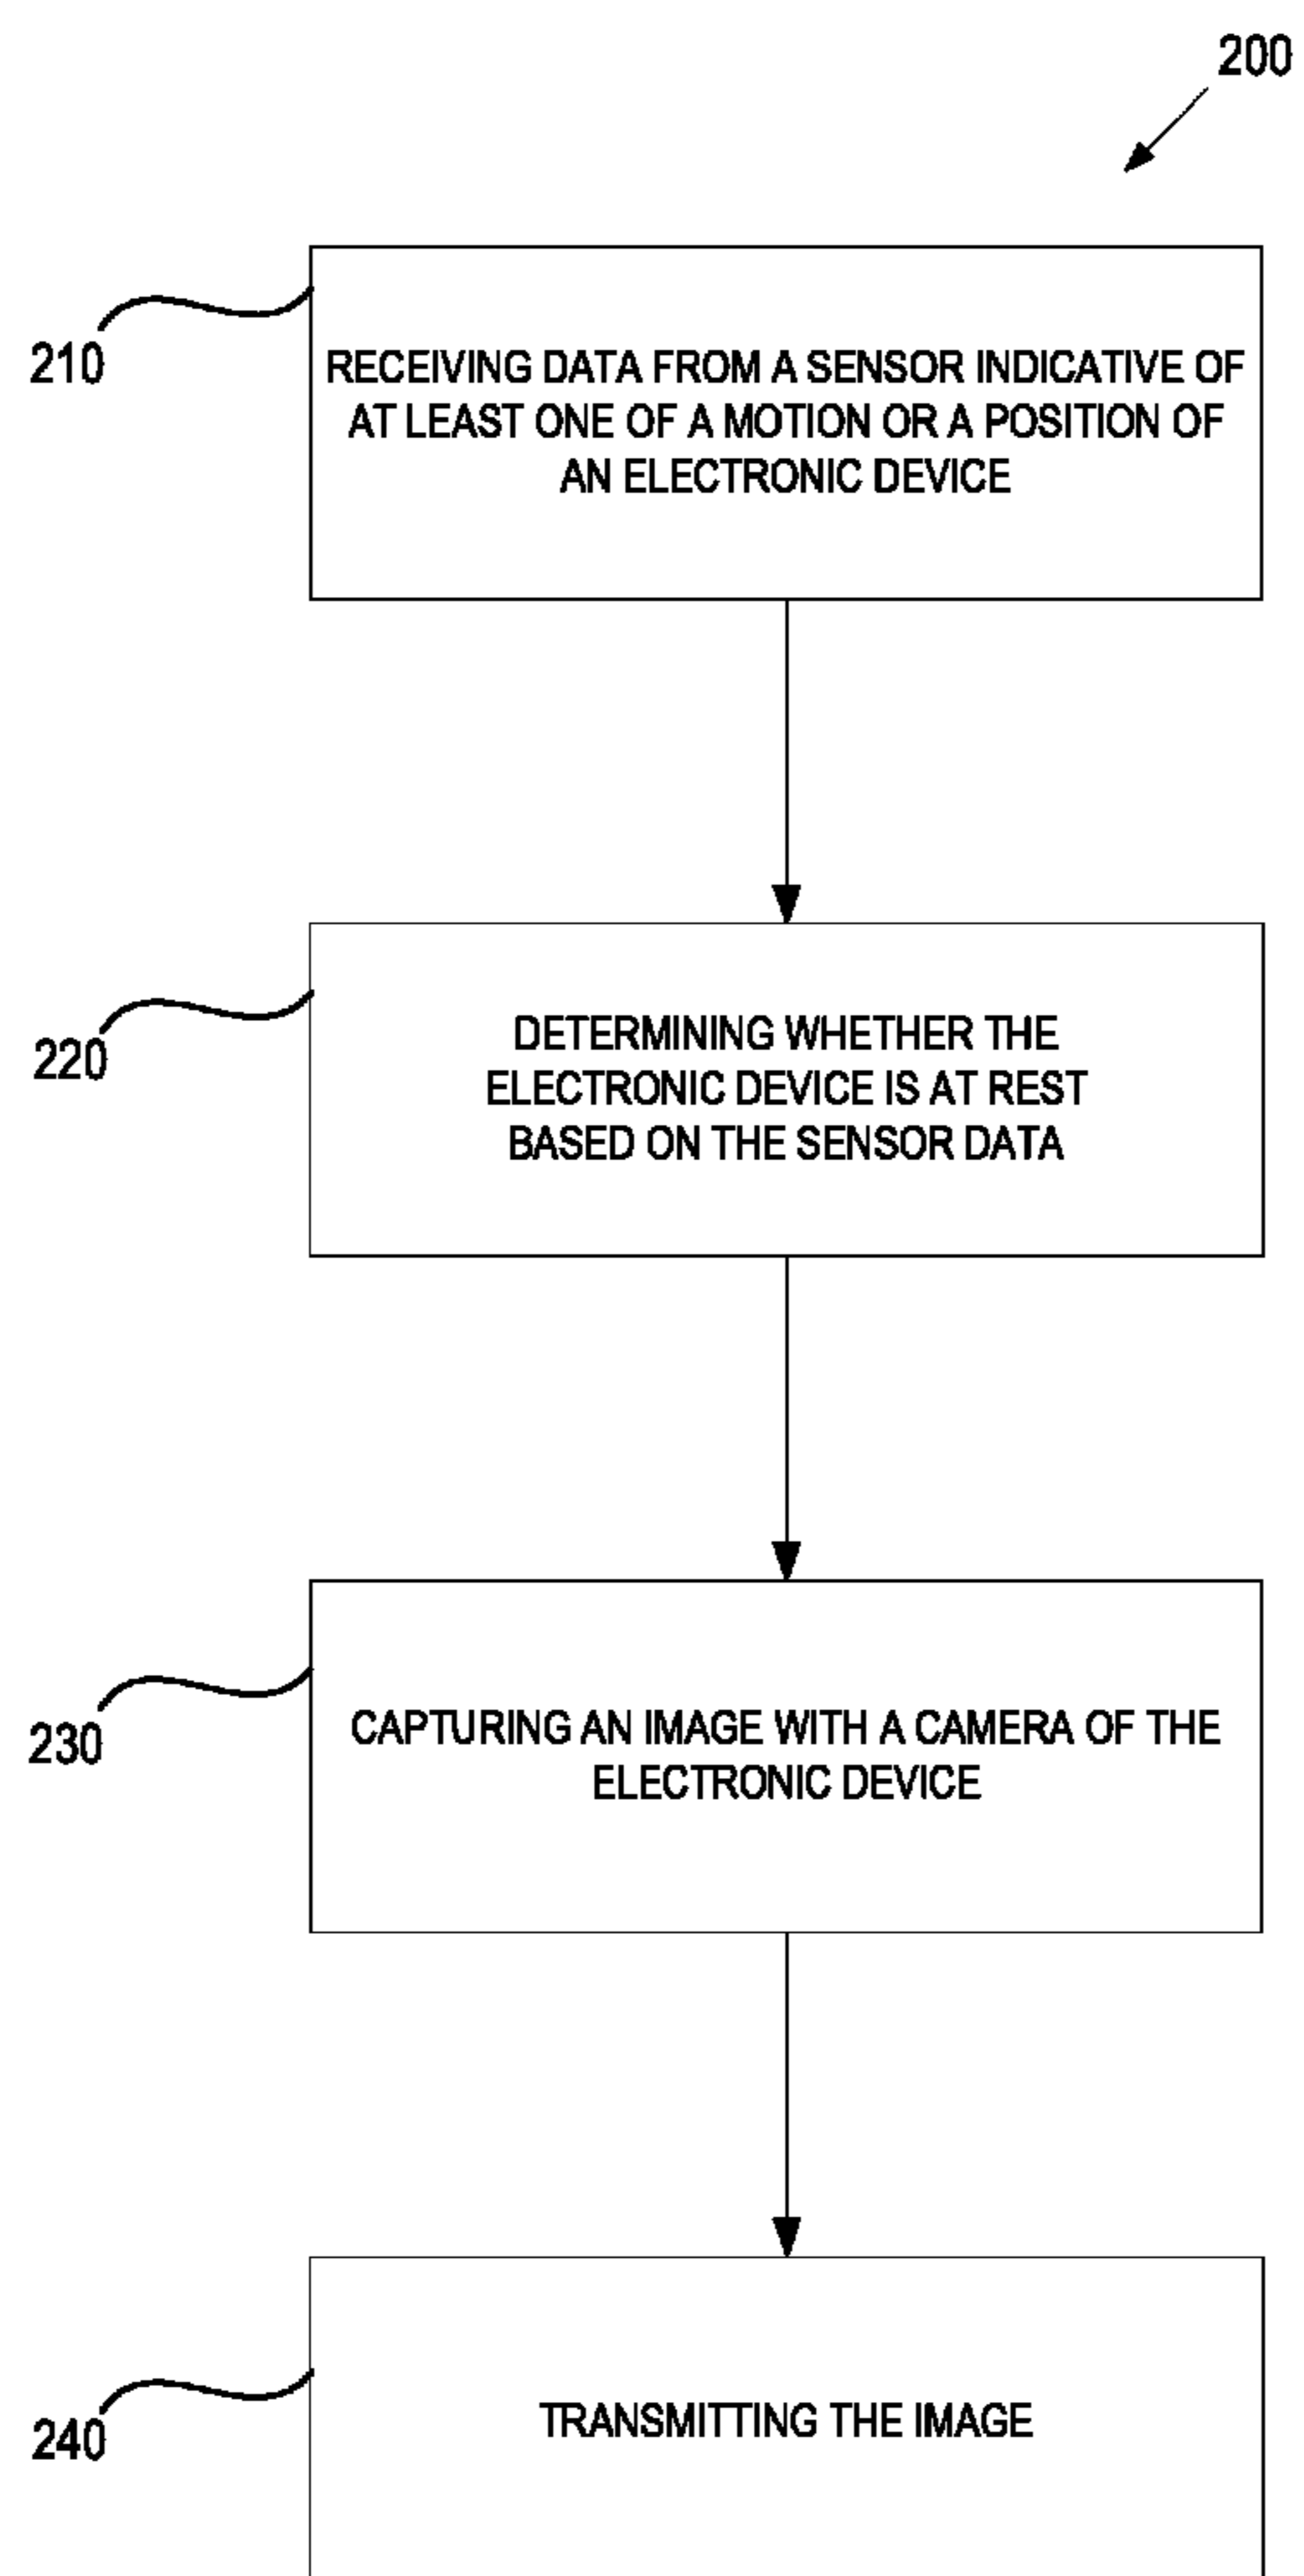 200
210
RECEIVING DATA FROM A SENSOR INDICATIVE OF
AT LEAST ONE OF A MOTION OR A POSITION OF
AN ELECTRONIC DEVICE
220
DETERMINING WHETHER THE
ELECTRONIC DEVICE IS AT REST
BASED ON THE SENSOR DATA
230
CAPTURING AN IMAGE WITH A CAMERA OF THE
ELECTRONIC DEVICE
240
TRANSMITTING THE IMAGE